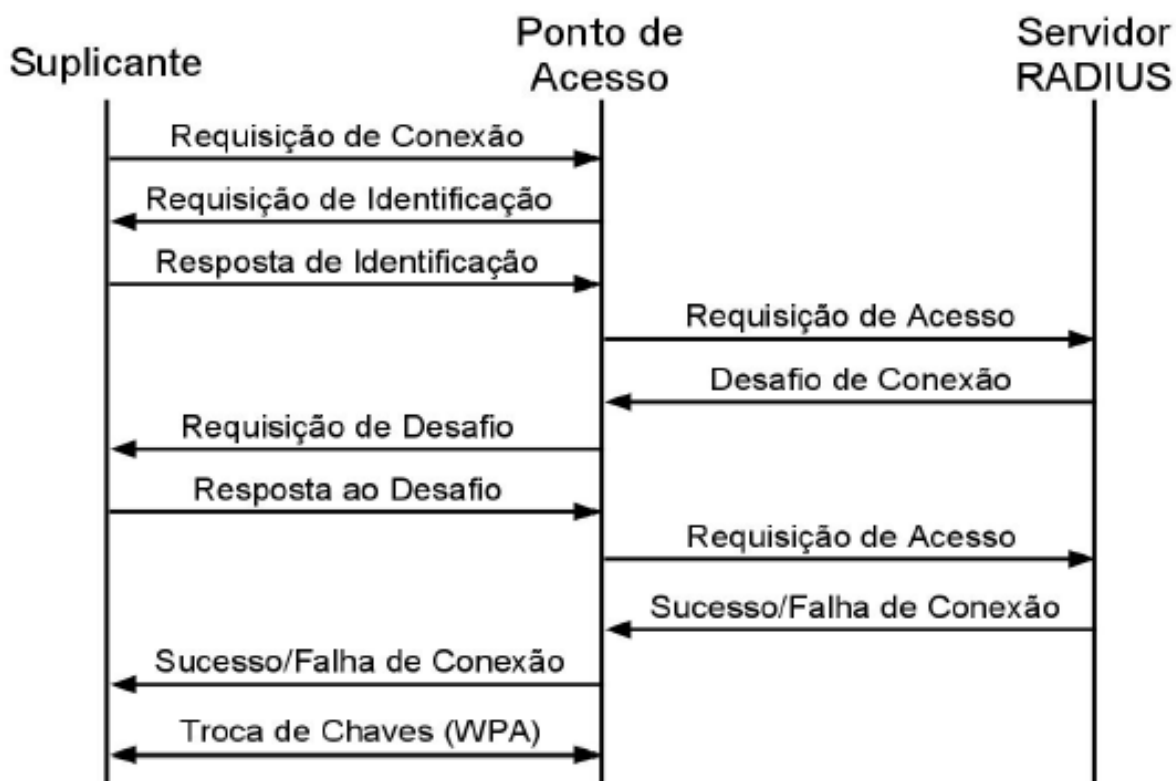 Suplicante
Ponto de
Acesso
Servidor
RADIUS
Requisição de Conexão
Requisição de Identificação
Resposta de Identificação
Requisição de Acesso
Desafio de Conexão
Requisição de Desafio
Resposta ao Desafio
Requisição de Acesso
Sucesso/Falha de Conexão
Sucesso/Falha de Conexão
Troca de Chaves (WPA)